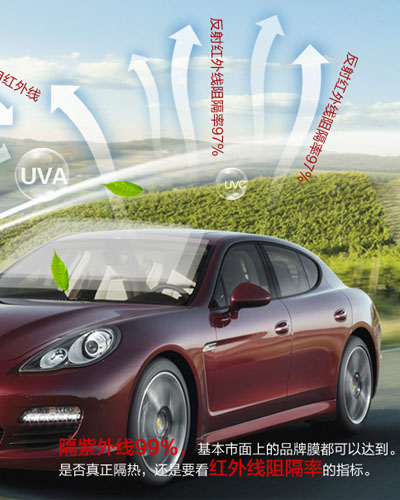 反射红外线阻隔率97%
反射红外线阻隔率97%
红外线
UVA
UVC
隔紫外线99%，基本市面上的品牌膜都可以达到。
是否真正隔热，还是要看红外线阻隔率的指标。